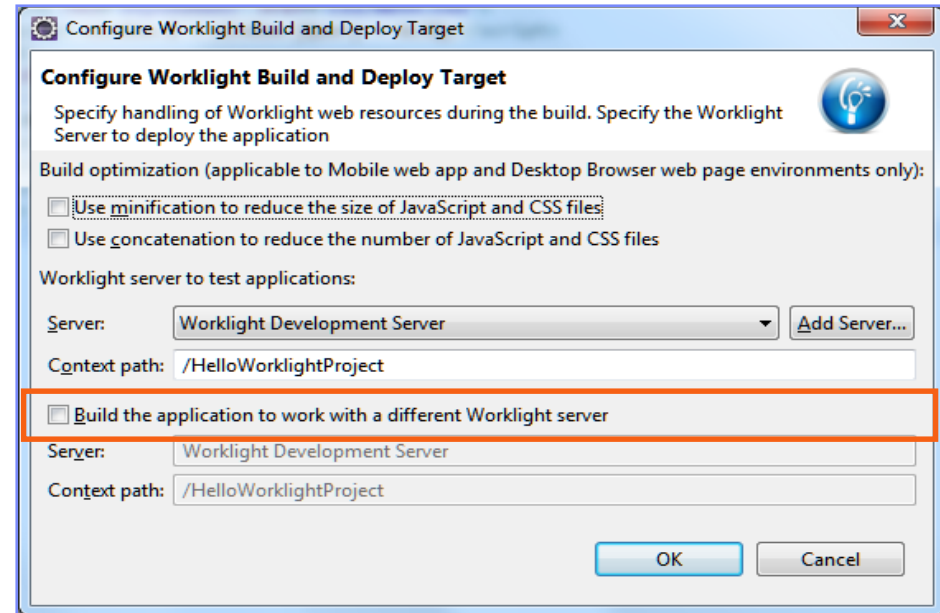 Configure Worklight Build and Deploy Target
Configure Worklight Build and Deploy Target
Specify handling of Worklight web resources during the build. Specify the Worklight
Server to deploy the application
Build optimization (applicable to Mobile web app and Desktop Browser web page environments only):
Use minification to reduce the size of JavaScript and CSS files
Use concatenation to reduce the number of JavaScript and CSS files
Worklight server to test applications:
Server: Worklight Development Server Add Server...
Context path: /HelloWorklightProject
Build the application to work with a different Worklight server
Server: Worklight Development Server
Context path: /HelloWorklightProject
OK Cancel